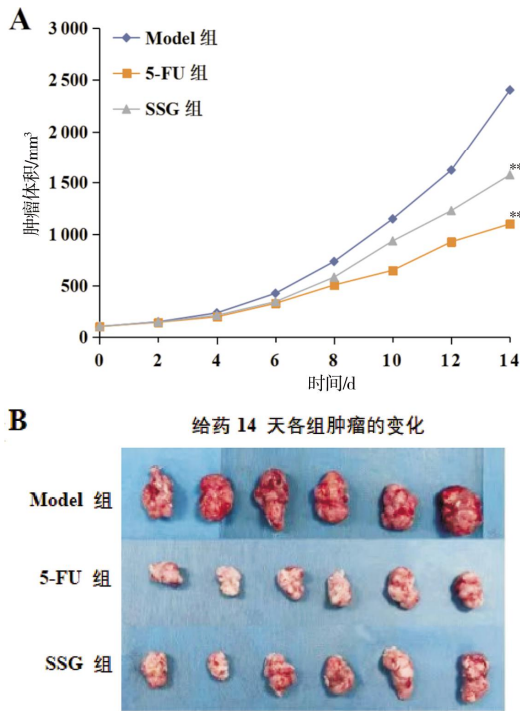 A
3 000
2 500
2 000
1 500
1 000
500
0
肿瘤体积/mm³
Model 组
5-FU 组
SSG 组
**
**
0 2 4 6 8 10 12 14
时间/d
B
给药 14 天各组肿瘤的变化
Model 组
5-FU 组
SSG 组